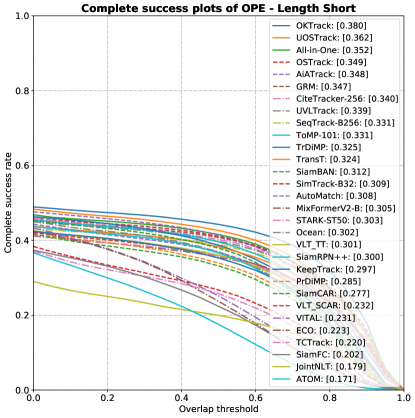 Complete success plots of OPE - Length Short
1.0
0.8
0.6
0.4
0.2
0.0
Complete success rate
OKTrack: [0.380]
UOSTrack: [0.362]
All-in-One: [0.352]
OSTrack: [0.349]
AiATrack: [0.348]
GRM: [0.347]
CiteTracker-256: [0.340]
UVLTrack: [0.339]
SeqTrack-B256: [0.331]
ToMP-101: [0.331]
TrDiMP: [0.325]
TransT: [0.324]
SiamBAN: [0.312]
SimTrack-B32: [0.309]
AutoMatch: [0.308]
MixFormerV2-B: [0.305]
STARK-ST50: [0.303]
Ocean: [0.302]
VLT_TT: [0.301]
SiamRPN++: [0.300]
KeepTrack: [0.297]
PrDiMP: [0.285]
SiamCAR: [0.277]
VLT_SCAR: [0.232]
VITAL: [0.231]
ECO: [0.223]
TCTrack: [0.220]
SiamFC: [0.202]
JointNLT: [0.179]
ATOM: [0.171]
0.0 0.2 0.4 0.6 0.8 1.0
Overlap threshold